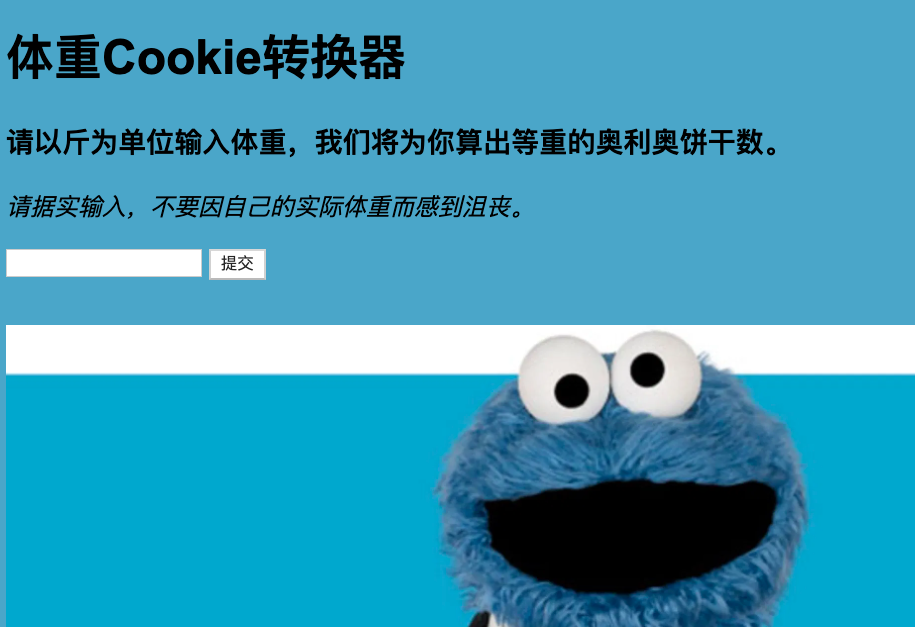 体重Cookie转换器
请以斤为单位输入体重，我们将为你算出等重的奥利奥饼干数。
请据实输入，不要因自己的实际体重而感到沮丧。
提交